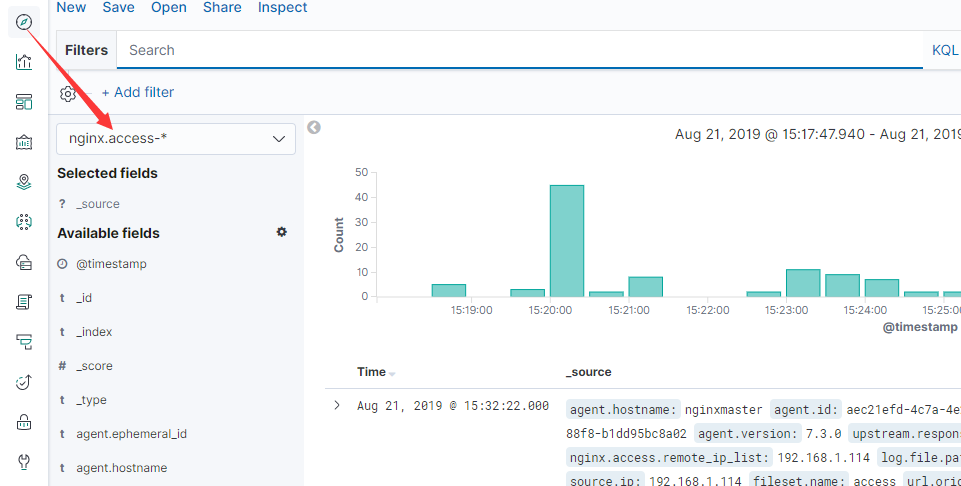 New Save Open Share Inspect
Filters Search KQL
+ Add filter
nginx.access-*
Aug 21, 2019 @ 15:17:47.940 - Aug 21, 2019
Selected fields
? _source
Available fields
@timestamp
t _id
t _index
# _score
t _type
t agent.ephemeral_id
t agent.hostname
Count
50
40
30
20
10
0
15:19:00 15:20:00 15:21:00 15:22:00 15:23:00 15:24:00 15:25:00
@timestamp
Time _source
Aug 21, 2019 @ 15:32:22.000
agent.hostname: nginxmaster agent.id: aec21efd-4c7a-4e
88f8-b1dd95bc8a02 agent.version: 7.3.0 upstream.respon
nginx.access.remote_ip_list: 192.168.1.114 log.file.pa
source.ip: 192.168.1.114 fileset.name: access url.orig